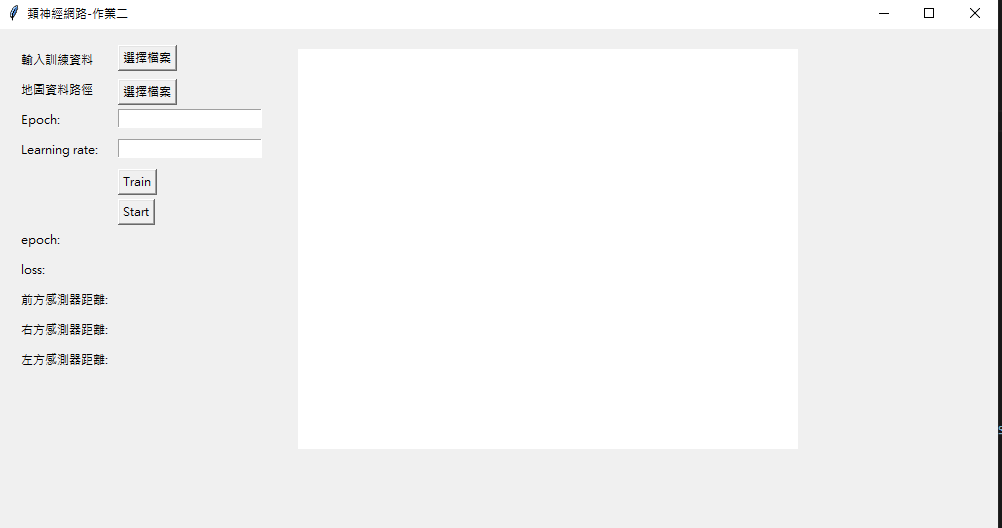 類神經網路-作業二
輸入訓練資料 選擇檔案
地圖資料路徑 選擇檔案
Epoch:
Learning rate:
Train
Start
epoch:
loss:
前方感測器距離:
右方感測器距離:
左方感測器距離: